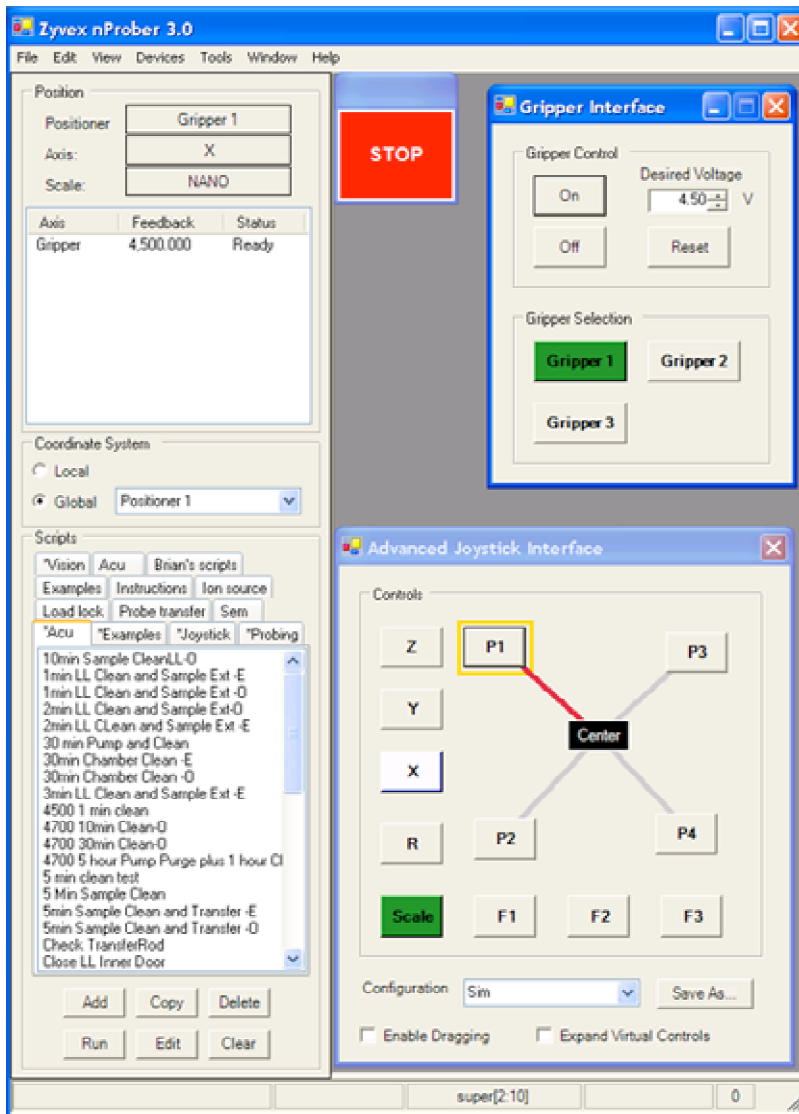 Zyvex nProber 3.0
File Edit View Devices Tools Window Help
Position
Positioner Gripper 1
Axis: X
Scale: NANO
Axis Feedback Status
Gripper 4,500.000 Ready
Coordinate System
Local
Global Positioner 1
Scripts
*Vision Acu Brian's scripts
Examples Instructions Ion source
Load lock Probe transfer Sem
*Acu *Examples *Joystick *Probing
10min Sample CleanLL-O
1min LL Clean and Sample Ext -E
1min LL Clean and Sample Ext -O
2min LL Clean and Sample Ext-O
2min LL CLean and Sample Ext -E
30 min Pump and Clean
30min Chamber Clean -E
30min Chamber Clean -O
3min LL Clean and Sample Ext -E
4500 1 min clean
4700 10min Clean-O
4700 30min Clean-O
4700 5 hour Pump Purge plus 1 hour Cl
5 min clean test
5 Min Sample Clean
5min Sample Clean and Transfer -E
5min Sample Clean and Transfer -O
Check TransferRod
Close LL Inner Door
Add Copy Delete
Run Edit Clear
STOP
Gripper Interface
Gripper Control
Desired Voltage
On 4.50 V
Off Reset
Gripper Selection
Gripper 1 Gripper 2
Gripper 3
Advanced Joystick Interface
Controls
Z P1 P3
Y
Center
X
R P2 P4
Scale F1 F2 F3
Configuration Sim Save As...
Enable Dragging Expand Virtual Controls
super[2:10] 0